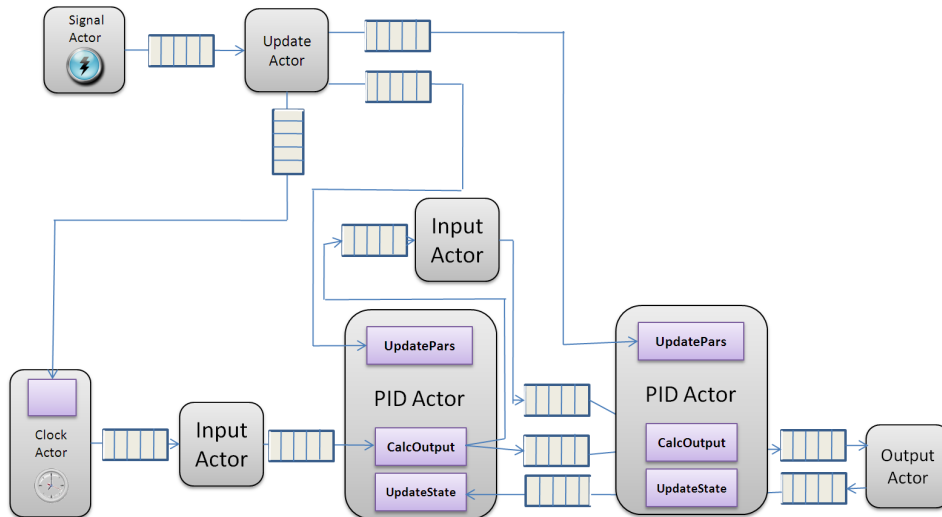 Signal
Actor
Update
Actor
Input
Actor
UpdatePars
PID Actor
CalcOutput
UpdateState
UpdatePars
PID Actor
CalcOutput
UpdateState
Clock
Actor
Input
Actor
Output
Actor